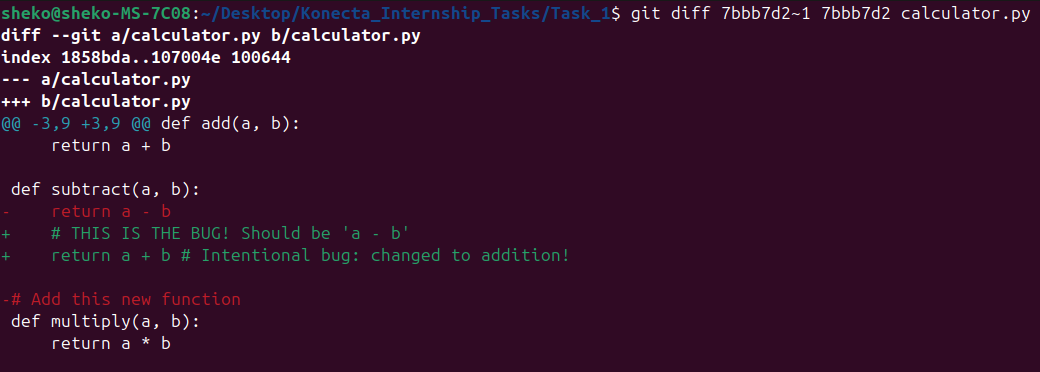 sheko@sheko-MS-7C08:~/Desktop/Konecta_Internship_Tasks/Task_1$ git diff 7bbb7d2~1 7bbb7d2 calculator.py
diff --git a/calculator.py b/calculator.py
index 1858bda..107004e 100644
--- a/calculator.py
+++ b/calculator.py
@@ -3,9 +3,9 @@ def add(a, b):
     return a + b

 def subtract(a, b):
-    return a - b
+    # THIS IS THE BUG! Should be 'a - b'
+    return a + b # Intentional bug: changed to addition!

-# Add this new function
 def multiply(a, b):
     return a * b